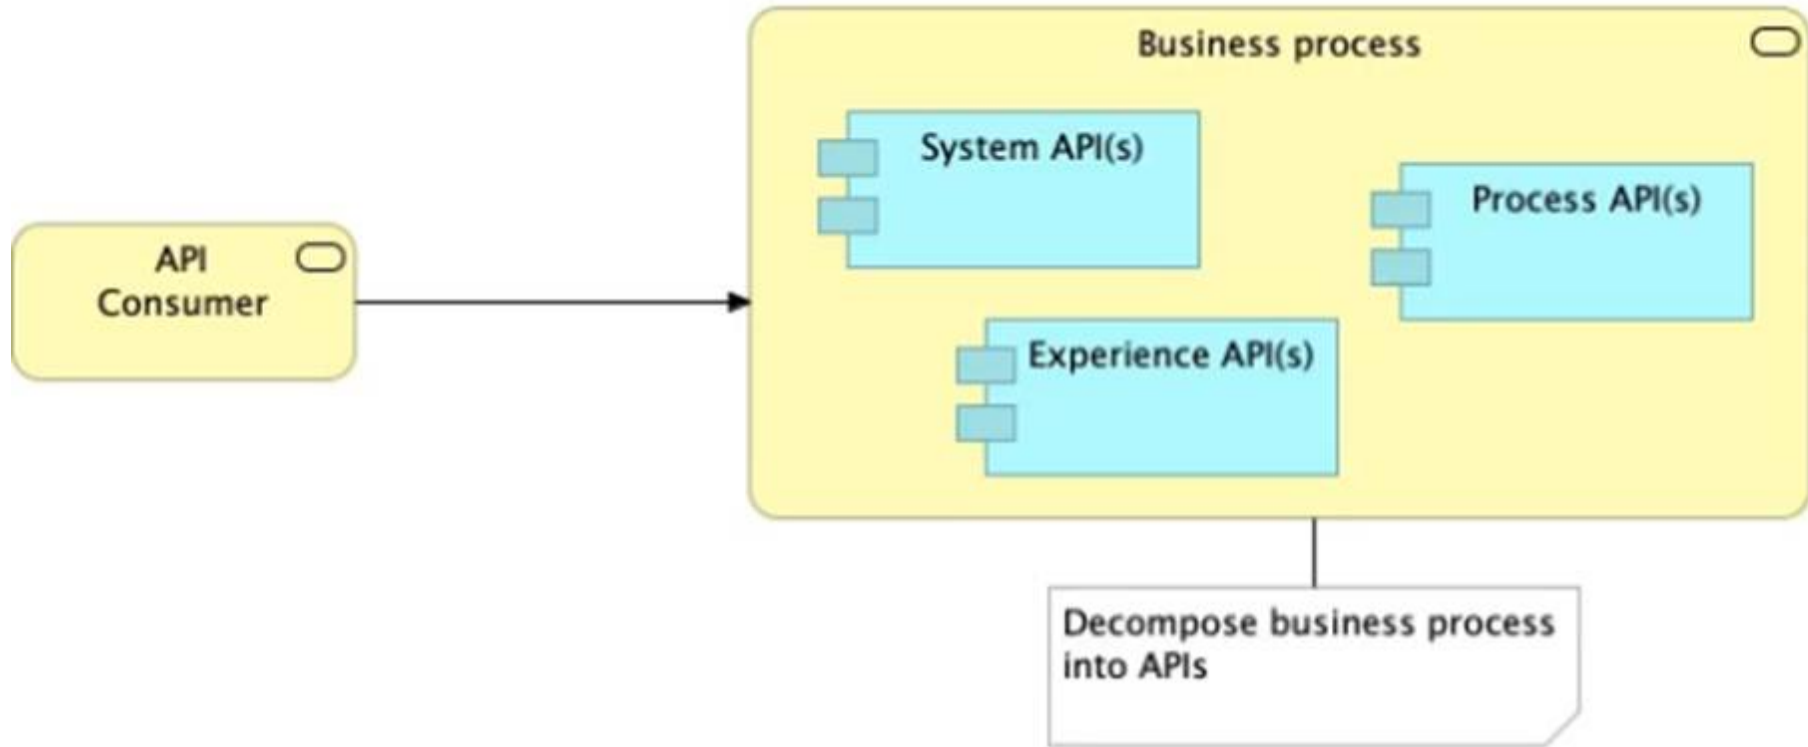 Business process
System API(s)
Process API(s)
API
Consumer
Experience API(s)
Decompose business process
into APIs